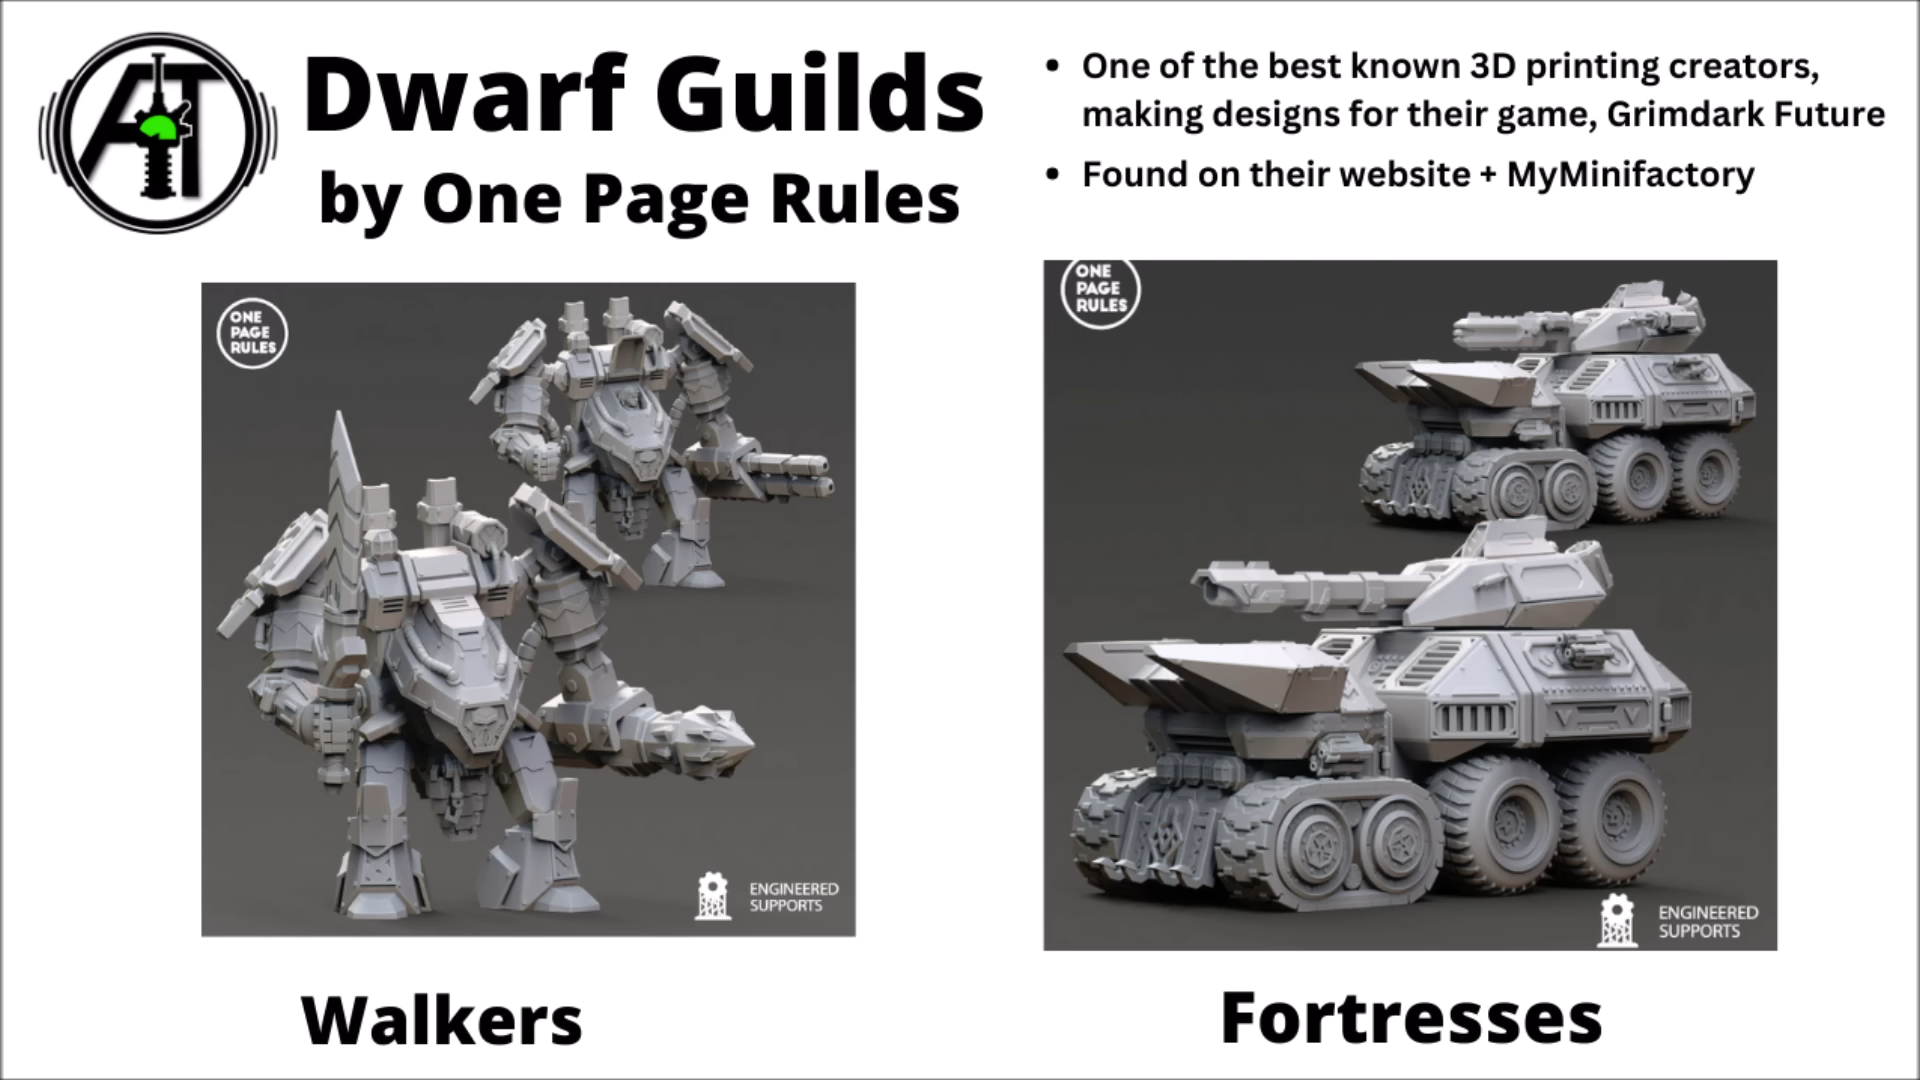 AT
Dwarf Guilds
by One Page Rules
• One of the best known 3D printing creators,
making designs for their game, Grimdark Future
• Found on their website + MyMinifactory
ONE
PAGE
RULES
ENGINEERED
SUPPORTS
Walkers
ONE
PAGE
RULES
ENGINEERED
SUPPORTS
Fortresses